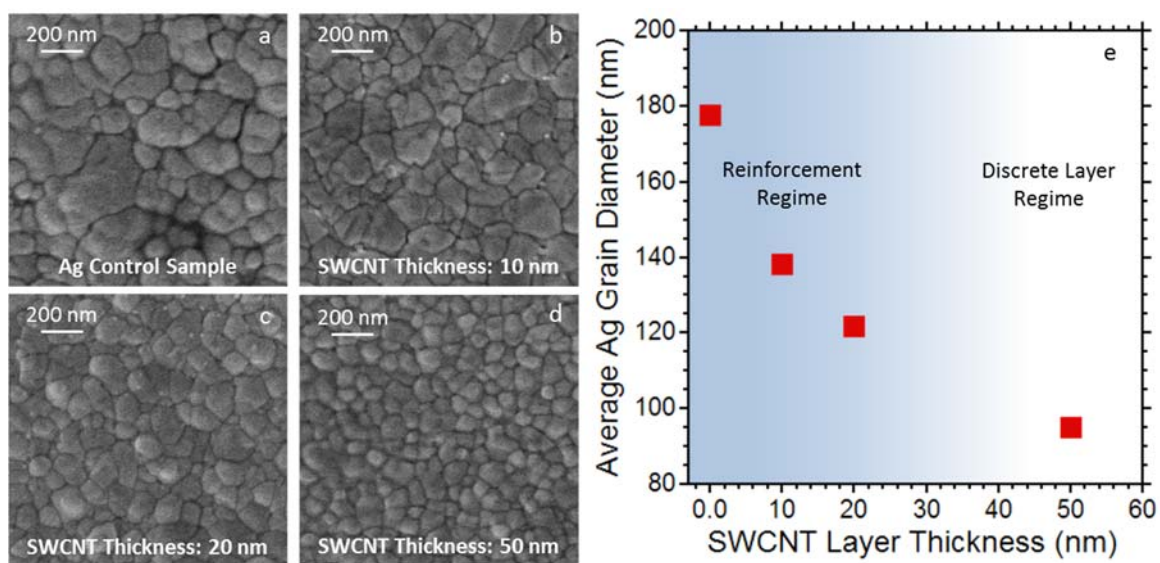 200 nm
a
Ag Control Sample
200 nm
b
SWCNT Thickness: 10 nm
200 nm
c
SWCNT Thickness: 20 nm
200 nm
d
SWCNT Thickness: 50 nm
e
Average Ag Grain Diameter (nm)
200
180
160
140
120
100
80
Reinforcement
Regime
Discrete Layer
Regime
0.0 10 20 30 40 50 60
SWCNT Layer Thickness (nm)